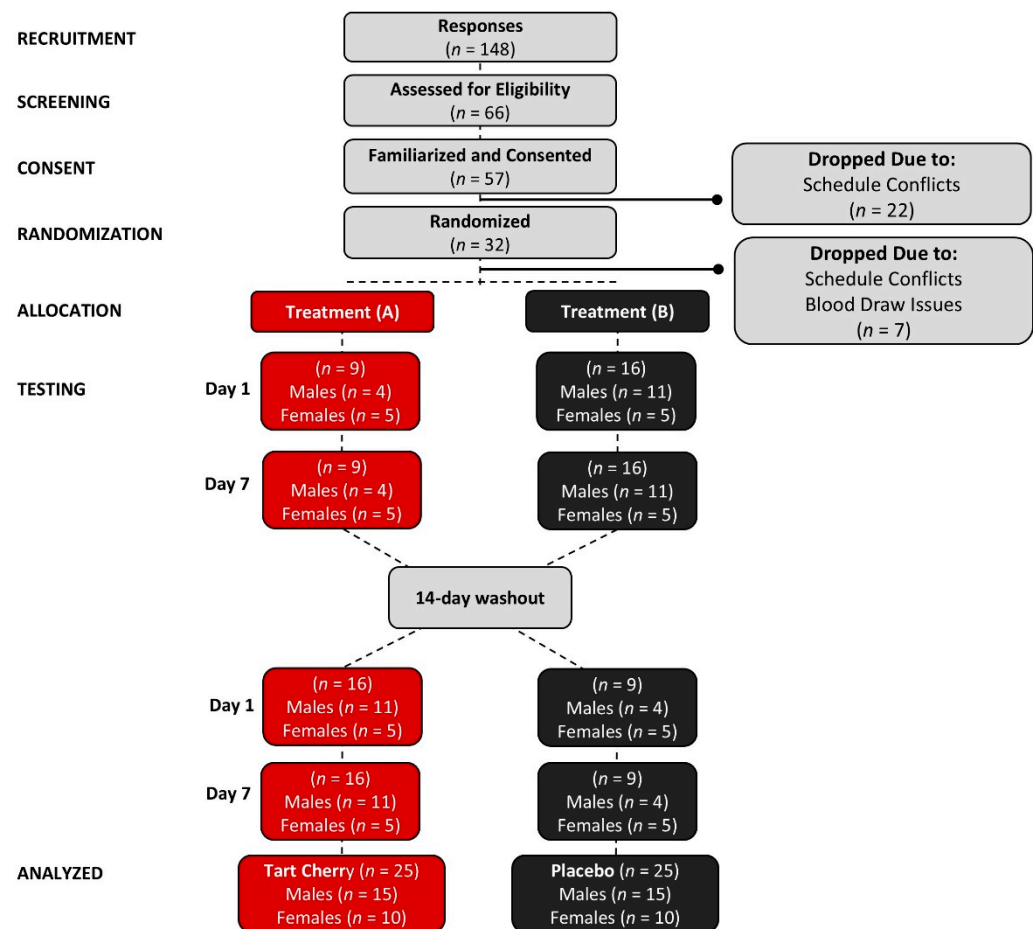 RECRUITMENT
Responses
(n = 148)
SCREENING
Assessed for Eligibility
(n = 66)
CONSENT
Familiarized and Consented
(n = 57)
Dropped Due to:
Schedule Conflicts
(n = 22)
RANDOMIZATION
Randomized
(n = 32)
Dropped Due to:
Schedule Conflicts
Blood Draw Issues
(n = 7)
ALLOCATION
Treatment (A)
Treatment (B)
TESTING
Day 1
(n = 9)
Males (n = 4)
Females (n = 5)
(n = 16)
Males (n = 11)
Females (n = 5)
Day 7
(n = 9)
Males (n = 4)
Females (n = 5)
(n = 16)
Males (n = 11)
Females (n = 5)
14-day washout
Day 1
(n = 16)
Males (n = 11)
Females (n = 5)
(n = 9)
Males (n = 4)
Females (n = 5)
Day 7
(n = 16)
Males (n = 11)
Females (n = 5)
(n = 9)
Males (n = 4)
Females (n = 5)
ANALYZED
Tart Cherry (n = 25)
Males (n = 15)
Females (n = 10)
Placebo (n = 25)
Males (n = 15)
Females (n = 10)